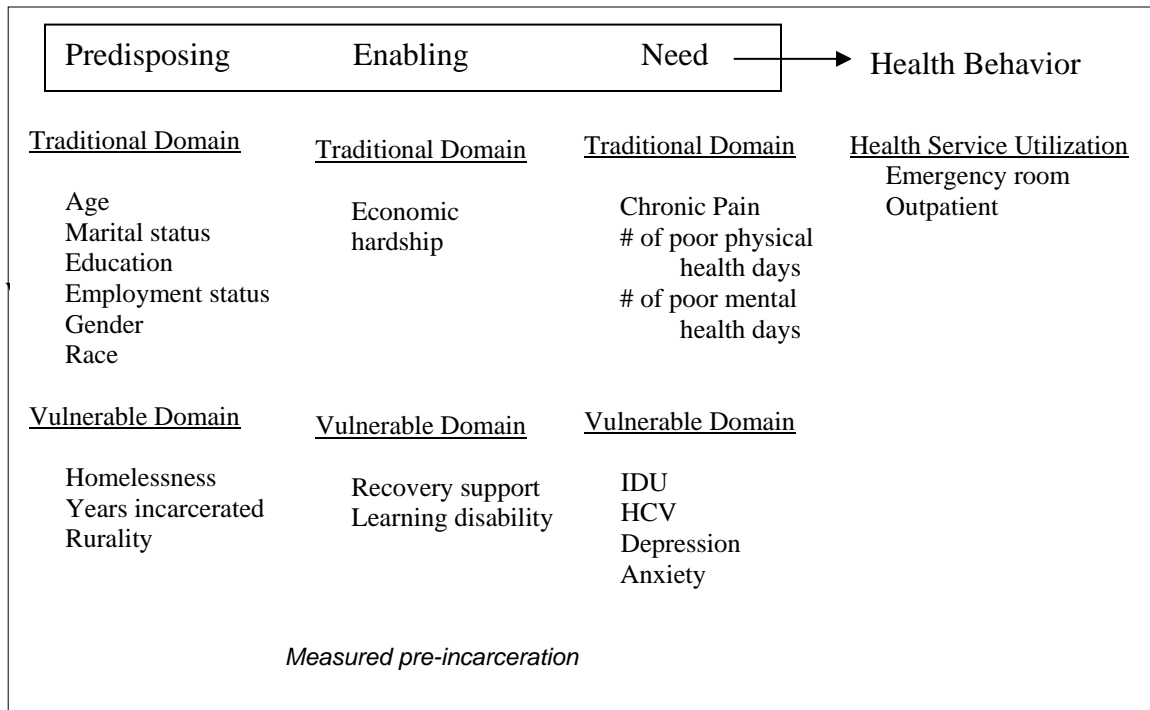 Predisposing
Enabling
Need
Health Behavior
Traditional Domain
Age
Marital status
Education
Employment status
Gender
Race
Vulnerable Domain
Homelessness
Years incarcerated
Rurality
Traditional Domain
Economic
hardship
Vulnerable Domain
Recovery support
Learning disability
Traditional Domain
Chronic Pain
# of poor physical
health days
# of poor mental
health days
Vulnerable Domain
IDU
HCV
Depression
Anxiety
Health Service Utilization
Emergency room
Outpatient
Measured pre-incarceration